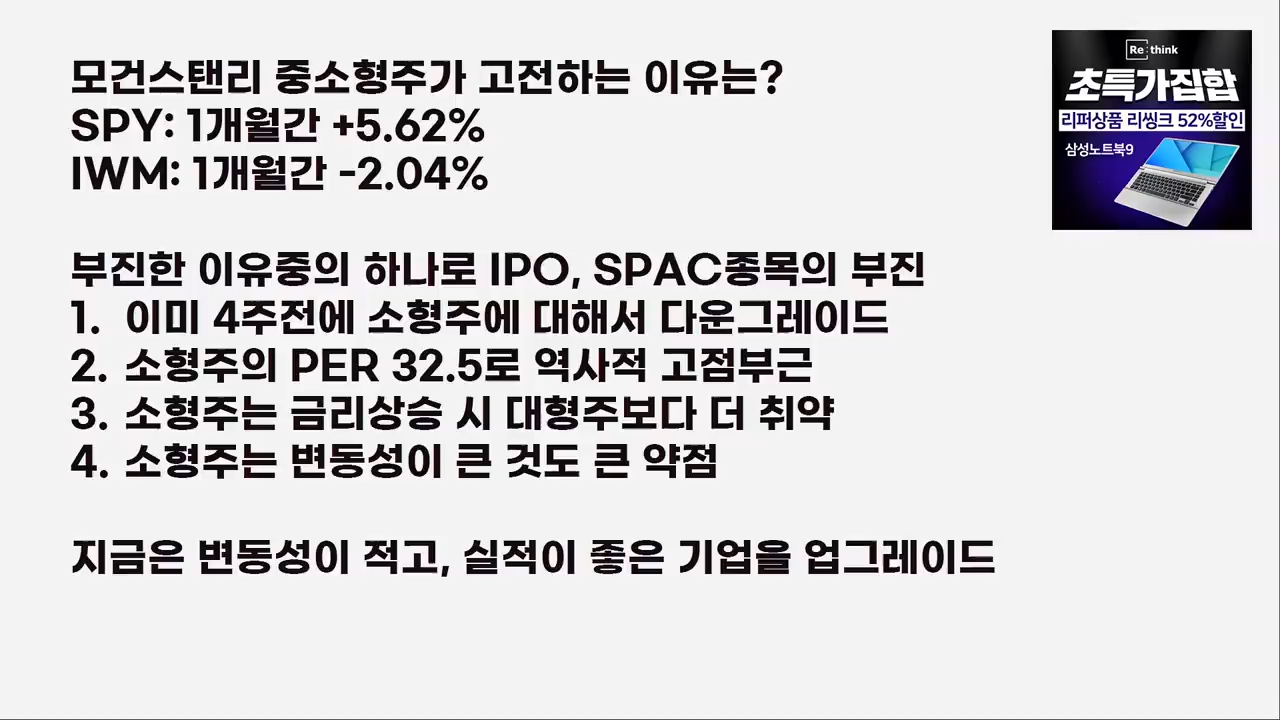 모건스탠리 중소형주가 고전하는 이유는?
SPY: 1개월간 +5.62%
IWM: 1개월간 -2.04%
부진한 이유중의 하나로 IPO, SPAC종목의 부진
1. 이미 4주전에 소형주에 대해서 다운그레이드
2. 소형주의 PER 32.5로 역사적 고점부근
3. 소형주는 금리상승 시 대형주보다 더 취약
4. 소형주는 변동성이 큰 것도 큰 약점
지금은 변동성이 적고, 실적이 좋은 기업을 업그레이드
Re:think
초특가집합
리퍼상품 리씽크 52%할인
삼성노트북9